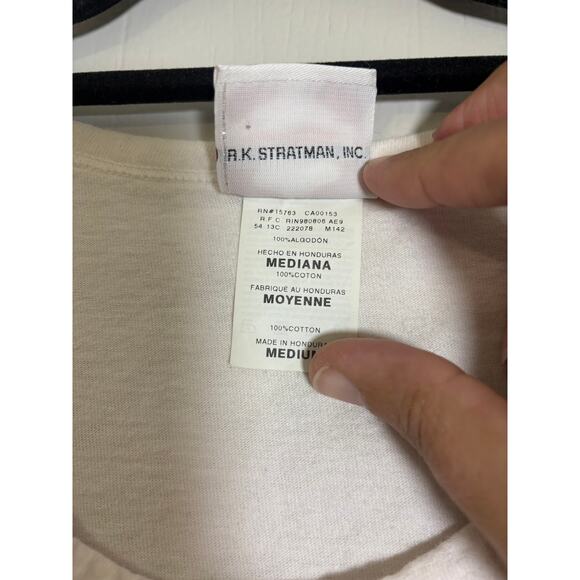 R.K. STRATMAN, INC.
RN#15763 CA00153
R.F.C RIN980806 AE9
54 13C 222078 M142
100%ALGODÓN
HECHO EN HONDURAS
MEDIANA
100%COTON
FABRIQUÉ AU HONDURAS
MOYENNE
100%COTTON
MADE IN HONDURAS
MEDIUM